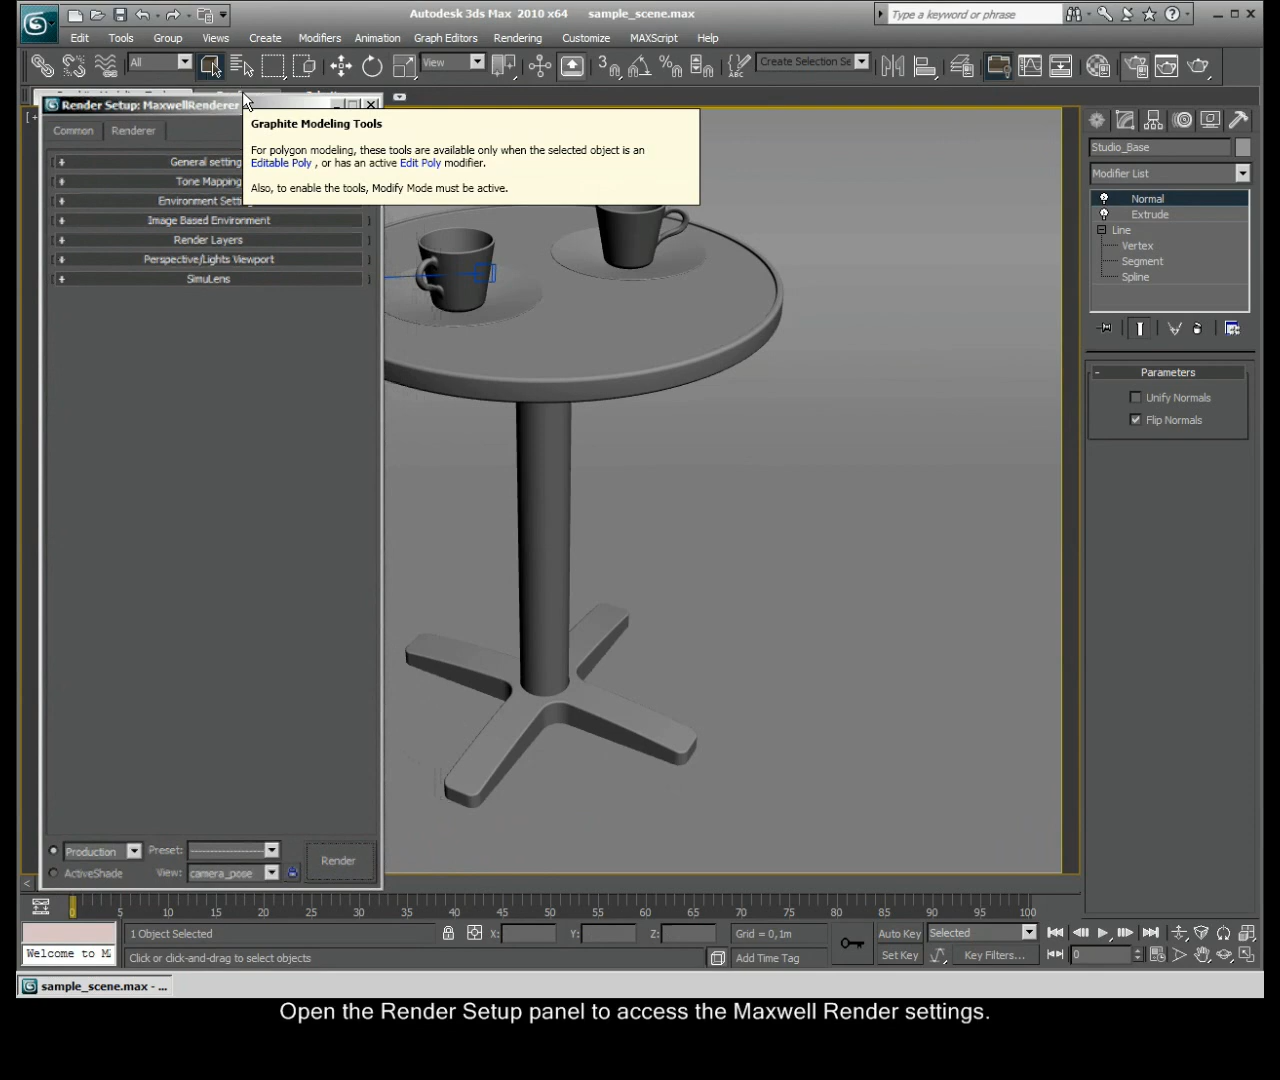 Autodesk 3ds Max 2010 x64 sample_scene.max
Type a keyword or phrase
Edit Tools Group Views Create Modifiers Animation Graph Editors Rendering Customize MAXScript Help
All View Create Selection Se
Render Setup: MaxwellRenderer
Common Renderer
General setting
Tone Mapping
Environment Setti
Image Based Environment
Render Layers
Perspective/Lights Viewport
SimuLens
Graphite Modeling Tools
For polygon modeling, these tools are available only when the selected object is an
Editable Poly , or has an active Edit Poly modifier.
Also, to enable the tools, Modify Mode must be active.
Studio_Base
Modifier List
Normal
Extrude
Line
Vertex
Segment
Spline
Parameters
Unify Normals
Flip Normals
Production Preset: Render
ActiveShade View: camera_pose
0 5 10 15 20 25 30 35 40 45 50 55 60 65 70 75 80 85 90 95 100
1 Object Selected X: Y: Z: Grid = 0,1m Auto Key Selected
Welcome to M
Click or click-and-drag to select objects Add Time Tag Set Key Key Filters... 0
sample_scene.max - ...
Open the Render Setup panel to access the Maxwell Render settings.